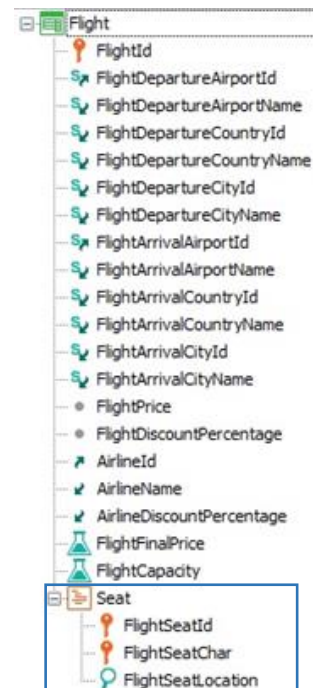 Flight
FlightId
FlightDepartureAirportId
FlightDepartureAirportName
FlightDepartureCountryId
FlightDepartureCountryName
FlightDepartureCityId
FlightDepartureCityName
FlightArrivalAirportId
FlightArrivalAirportName
FlightArrivalCountryId
FlightArrivalCountryName
FlightArrivalCityId
FlightArrivalCityName
FlightPrice
FlightDiscountPercentage
AirlineId
AirlineName
AirlineDiscountPercentage
FlightFinalPrice
FlightCapacity
Seat
FlightSeatId
FlightSeatChar
FlightSeatLocation